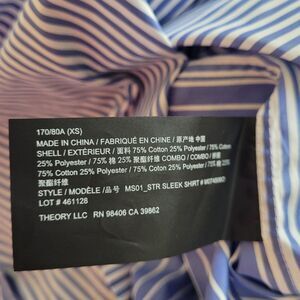 170/80A (XS)
MADE IN CHINA / FABRIQUÉ EN CHINE / 原产地 中国
SHELL / EXTÉRIEUR / 面料 / 75% Cotton 25% Polyester / 75% Coton
25% Polyester / 75% 棉 25% 聚酯纤维 COMBO / COMBO /
75% Cotton 25% Polyester / 75% Coton 25% Polyester / 75% 棉 25%
聚酯纤维
STYLE / MODÈLE / 品号 MS01_STR SLEEK SHIRT #
LOT # 461128
THEORY LLC RN 98406 CA 39862